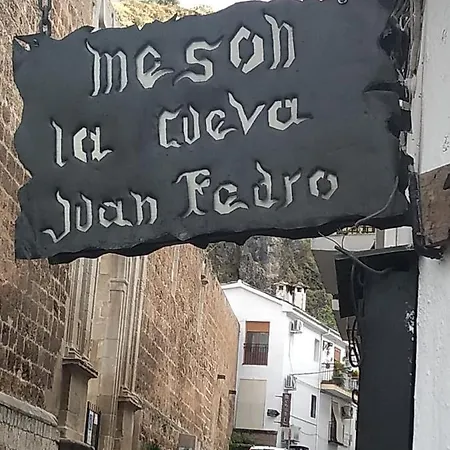 meson
la cueva
Juan Pedro